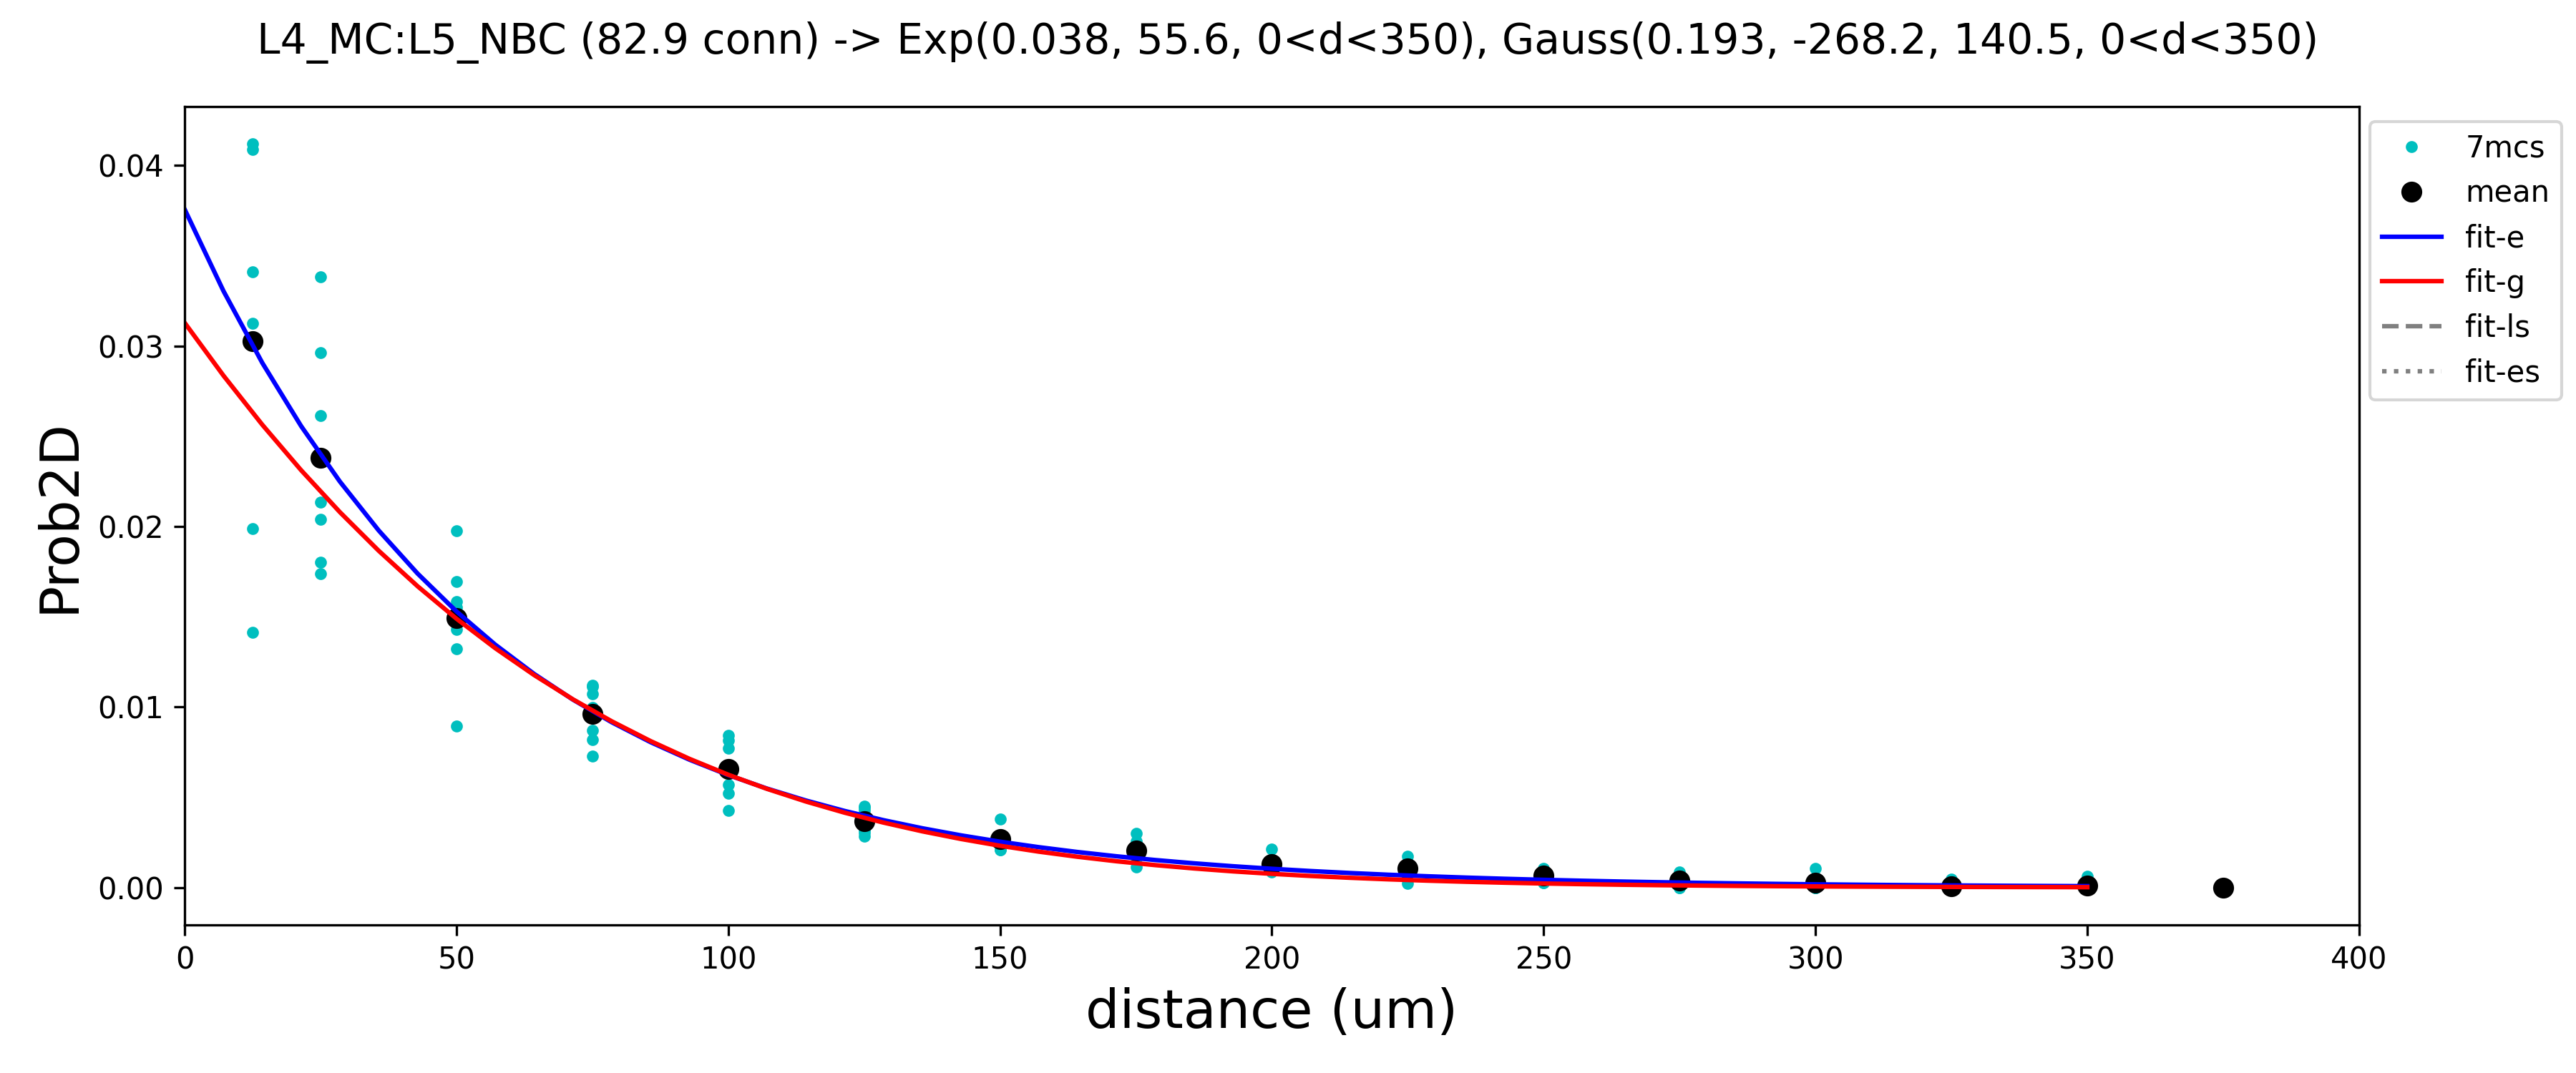 L4_MC:L5_NBC (82.9 conn) -> Exp(0.038, 55.6, 0<d<350), Gauss(0.193, -268.2, 140.5, 0<d<350)
Prob2D
0.04
0.03
0.02
0.01
0.00
0 50 100 150 200 250 300 350 400
distance (um)
7mcs
mean
fit-e
fit-g
fit-ls
fit-es